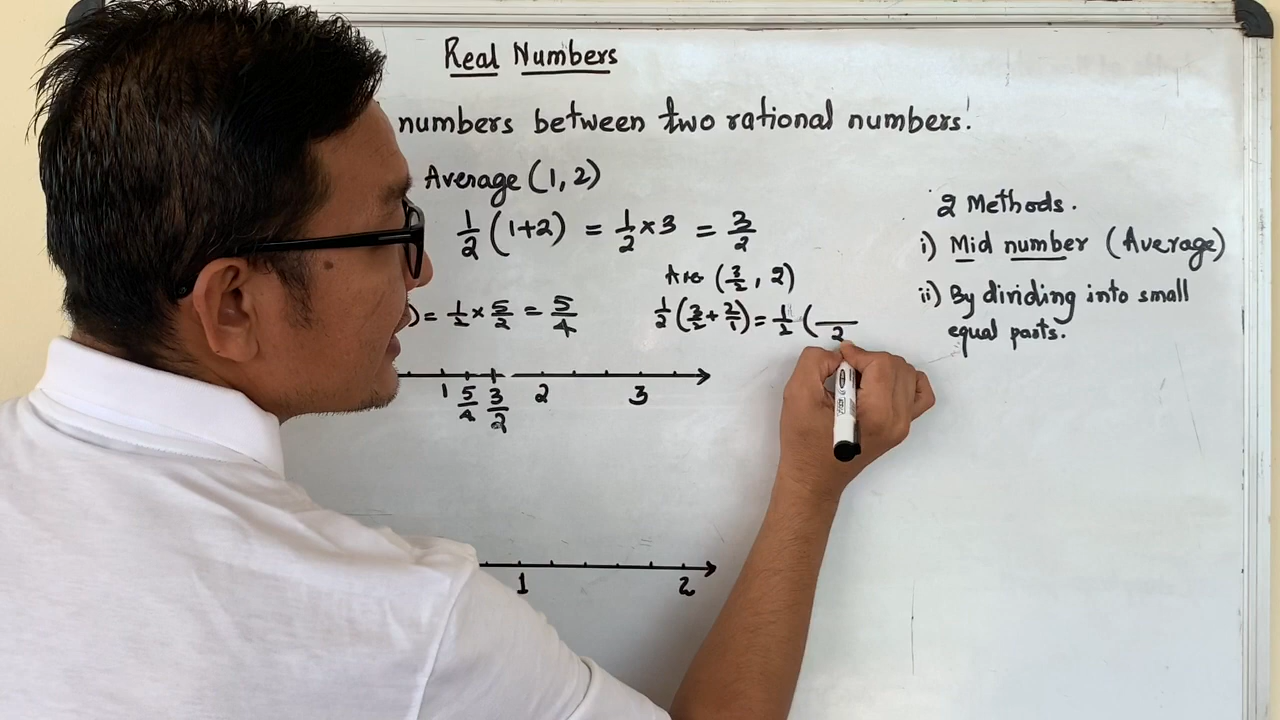 Real Numbers
numbers between two rational numbers.
Average (1, 2)
1/2 (1+2) = 1/2 × 3 = 3/2
Ave (3/2, 2)
) = 1/2 × 5/2 = 5/4
1/2 (3/2 + 2/1) = 1/2 ( /2
1 5/4 3/2 2 3
1 2
2 Methods.
i) Mid number (Average)
ii) By dividing into small
equal parts.